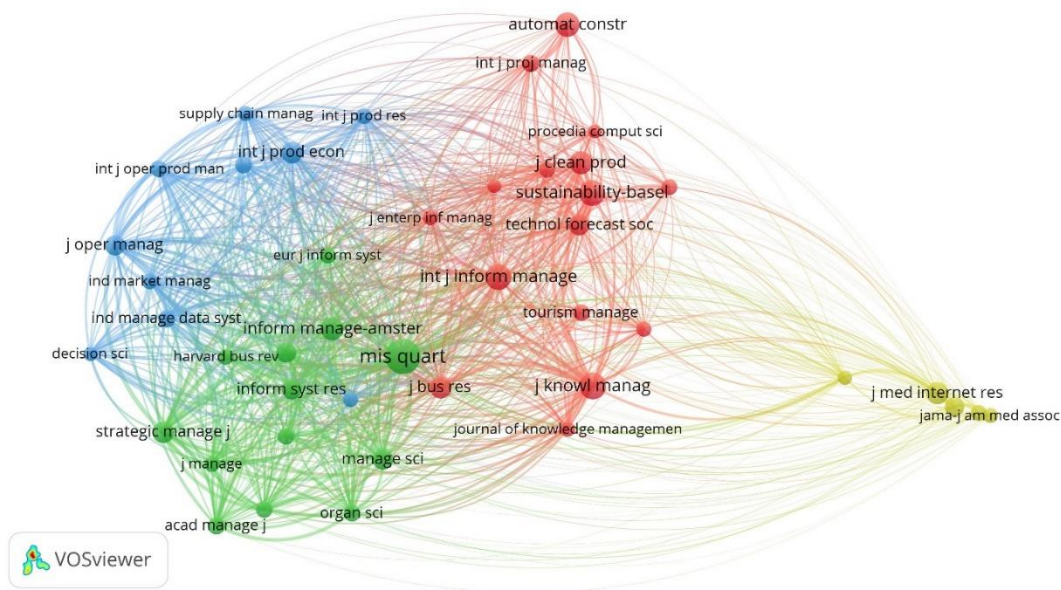 automat constr
int j proj manag
supply chain manag
int j prod res
procedia comput sci
int j prod econ
j clean prod
int j oper prod man
sustainability-basel
j enterp inf manag
technol forecast soc
j oper manag
eur j inform syst
ind market manag
int j inform manage
ind manage data syst
tourism manage
inform manage-amster
decision sci
harvard bus rev
mis quart
inform syst res
j bus res
j knowl manag
j med internet res
jama-j am med assoc
strategic manage j
journal of knowledge managemen
j manage
manage sci
acad manage j
organ sci
VOSviewer